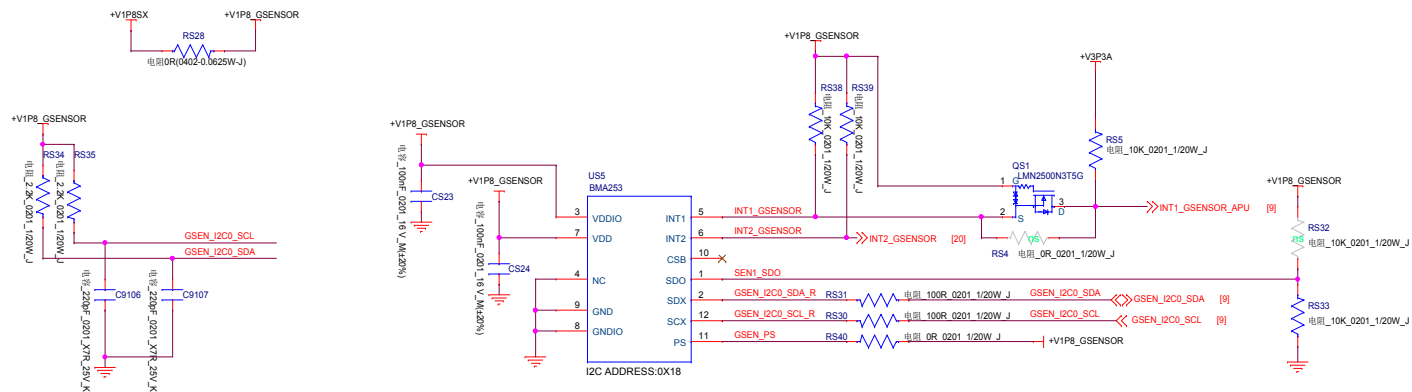 +V1P8SX
+V1P8_GSENSOR
RS28
电阻0R(0402-0.0625W-J)
+V1P8_GSENSOR
RS34
电阻_2.2K_0201_1/20W_J
RS35
电阻_2.2K_0201_1/20W_J
GSEN_I2C0_SCL
GSEN_I2C0_SDA
C9106
电容_220pF_0201_X7R_25V_K
C9107
电容_220pF_0201_X7R_25V_K
+V1P8_GSENSOR
CS23
电容_100nF_0201_16 V_M(±20%)
+V1P8_GSENSOR
CS24
电容_100nF_0201_16 V_M(±20%)
US5
BMA253
3 VDDIO
7 VDD
4 NC
9 GND
8 GNDIO
INT1 5 INT1_GSENSOR
INT2 6 INT2_GSENSOR
CSB 10
SDO 1 SEN1_SDO
SDX 2 GSEN_I2C0_SDA_R
SCX 12 GSEN_I2C0_SCL_R
PS 11 GSEN_PS
I2C ADDRESS:0X18
+V1P8_GSENSOR
RS38
电阻_10K_0201_1/20W_J
RS39
电阻_10K_0201_1/20W_J
INT2_GSENSOR [20]
QS1
LMN2500N3T5G
1 G
2 S
3 D
+V3P3A
RS5
电阻_10K_0201_1/20W_J
INT1_GSENSOR_APU [9]
RS4
ns
电阻_0R_0201_1/20W_J
RS31 电阻_100R_0201_1/20W_J GSEN_I2C0_SDA
GSEN_I2C0_SDA [9]
RS30 电阻_100R_0201_1/20W_J GSEN_I2C0_SCL
GSEN_I2C0_SCL [9]
RS40 电阻_0R_0201_1/20W_J
+V1P8_GSENSOR
+V1P8_GSENSOR
RS32
ns
电阻_10K_0201_1/20W_J
RS33
电阻_10K_0201_1/20W_J